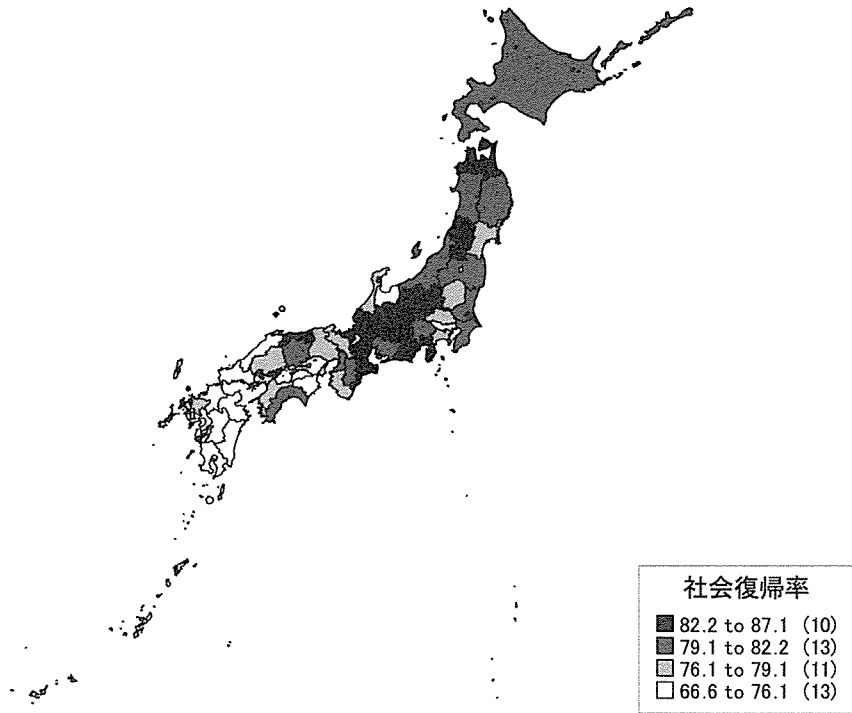 社会復帰率
82.2 to 87.1 (10)
79.1 to 82.2 (13)
76.1 to 79.1 (11)
66.6 to 76.1 (13)